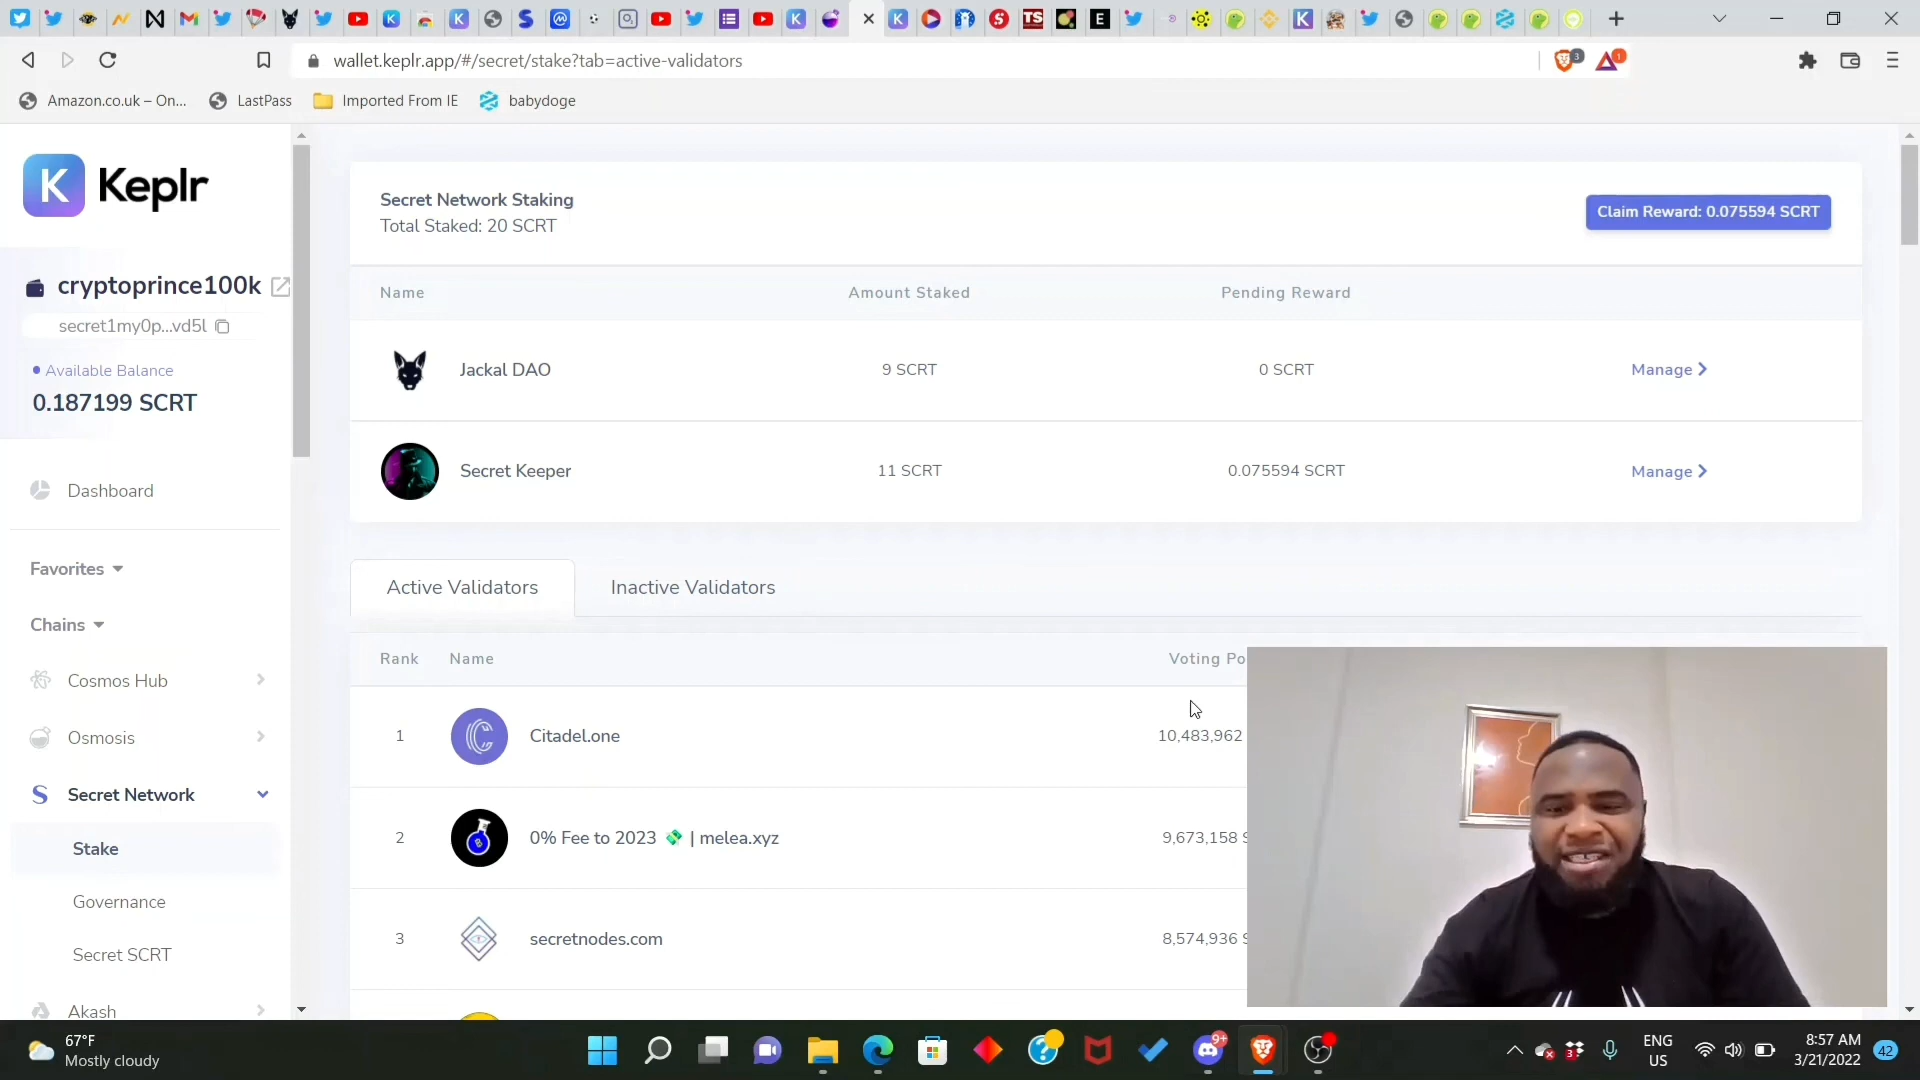 wallet.keplr.app/#/secret/stake?tab=active-validators
3
1
Amazon.co.uk – On...
LastPass
Imported From IE
babydoge
K Keplr
cryptoprince100k
secret1my0p...vd5l
Available Balance
0.187199 SCRT
Dashboard
Favorites
Chains
Cosmos Hub
Osmosis
Secret Network
Stake
Governance
Secret SCRT
Akash
Secret Network Staking
Total Staked: 20 SCRT
Claim Reward: 0.075594 SCRT
Name Amount Staked Pending Reward
Jackal DAO 9 SCRT 0 SCRT Manage
Secret Keeper 11 SCRT 0.075594 SCRT Manage
Active Validators Inactive Validators
Rank Name Voting Po
1 Citadel.one 10,483,962
2 0% Fee to 2023 💸 | melea.xyz 9,673,158 S
3 secretnodes.com 8,574,936 S
67°F
Mostly cloudy
9+
3
ENG
US
8:57 AM
3/21/2022
42